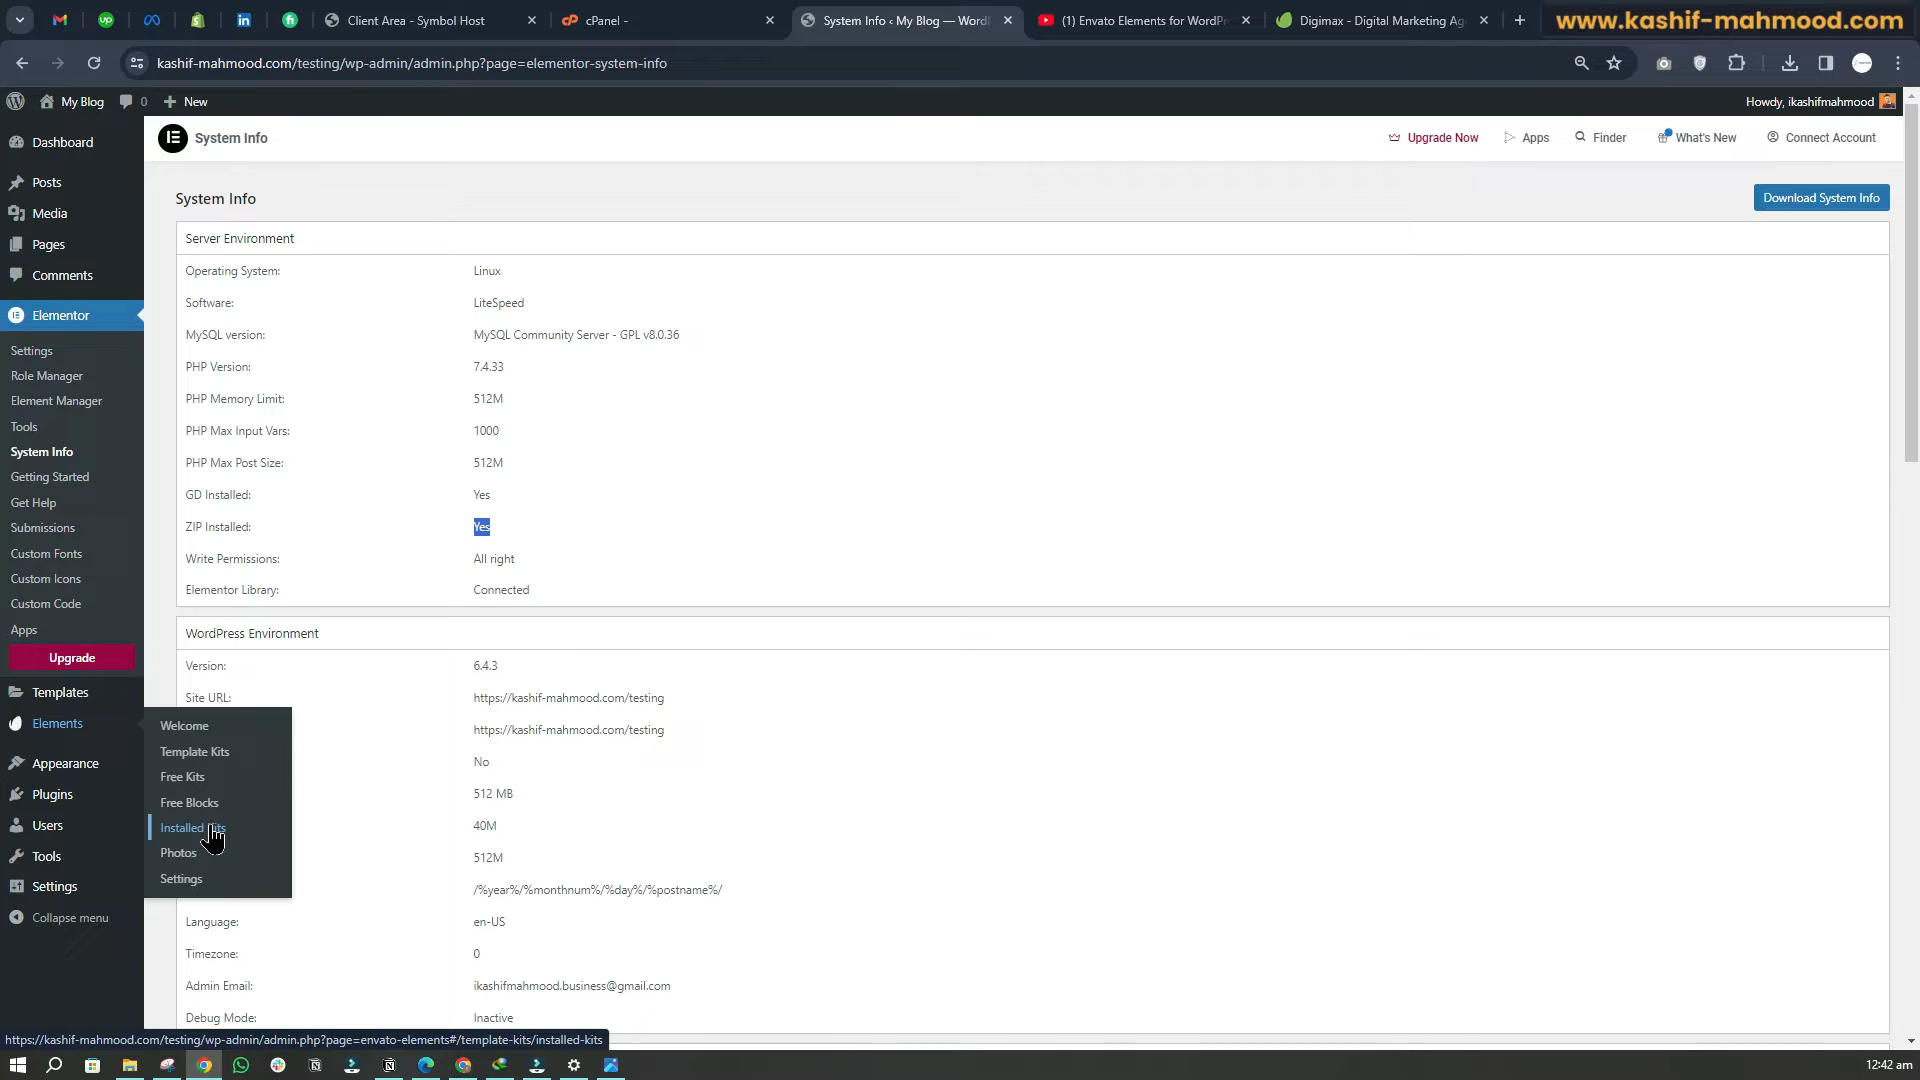 Client Area - Symbol Host
cPanel -
System Info ‹ My Blog — Word
(1) Envato Elements for WordPr
Digimax - Digital Marketing Ag
www.kashif-mahmood.com
kashif-mahmood.com/testing/wp-admin/admin.php?page=elementor-system-info
My Blog
0
New
Howdy, ikashifmahmood
Dashboard
Posts
Media
Pages
Comments
Elementor
Settings
Role Manager
Element Manager
Tools
System Info
Getting Started
Get Help
Submissions
Custom Fonts
Custom Icons
Custom Code
Apps
Upgrade
Templates
Elements
Appearance
Plugins
Users
Tools
Settings
Collapse menu
Welcome
Template Kits
Free Kits
Free Blocks
Installed
Photos
Settings
System Info
Upgrade Now
Apps
Finder
What's New
Connect Account
System Info
Download System Info
Server Environment
Operating System: Linux
Software: LiteSpeed
MySQL version: MySQL Community Server - GPL v8.0.36
PHP Version: 7.4.33
PHP Memory Limit: 512M
PHP Max Input Vars: 1000
PHP Max Post Size: 512M
GD Installed: Yes
ZIP Installed: Yes
Write Permissions: All right
Elementor Library: Connected
WordPress Environment
Version: 6.4.3
Site URL: https://kashif-mahmood.com/testing
https://kashif-mahmood.com/testing
No
512 MB
40M
512M
/%year%/%monthnum%/%day%/%postname%/
Language: en-US
Timezone: 0
Admin Email: ikashifmahmood.business@gmail.com
Debug Mode: Inactive
https://kashif-mahmood.com/testing/wp-admin/admin.php?page=envato-elements#/template-kits/installed-kits
12:42 am